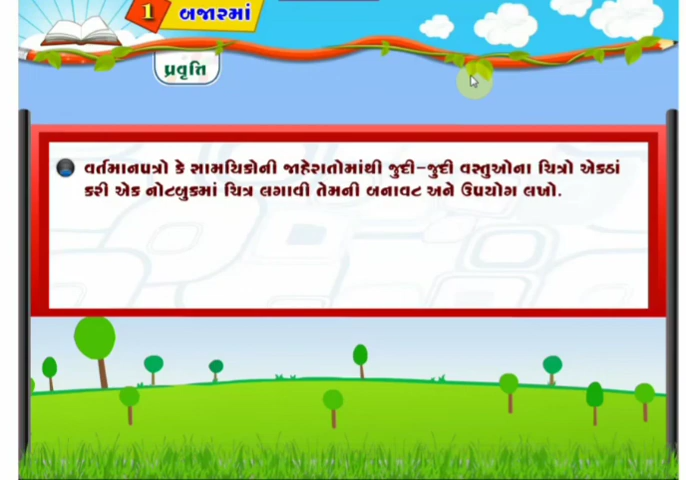 1 બજારમાં
પ્રવૃત્તિ
વર્તમાનપત્રો કે સામયિકોની જાહેરાતોમાંથી જુદી-જુદી વસ્તુઓના ચિત્રો એકઠાં
કરી એક નોટબુકમાં ચિત્ર લગાવી તેમની બનાવટ અને ઉપયોગ લખો.